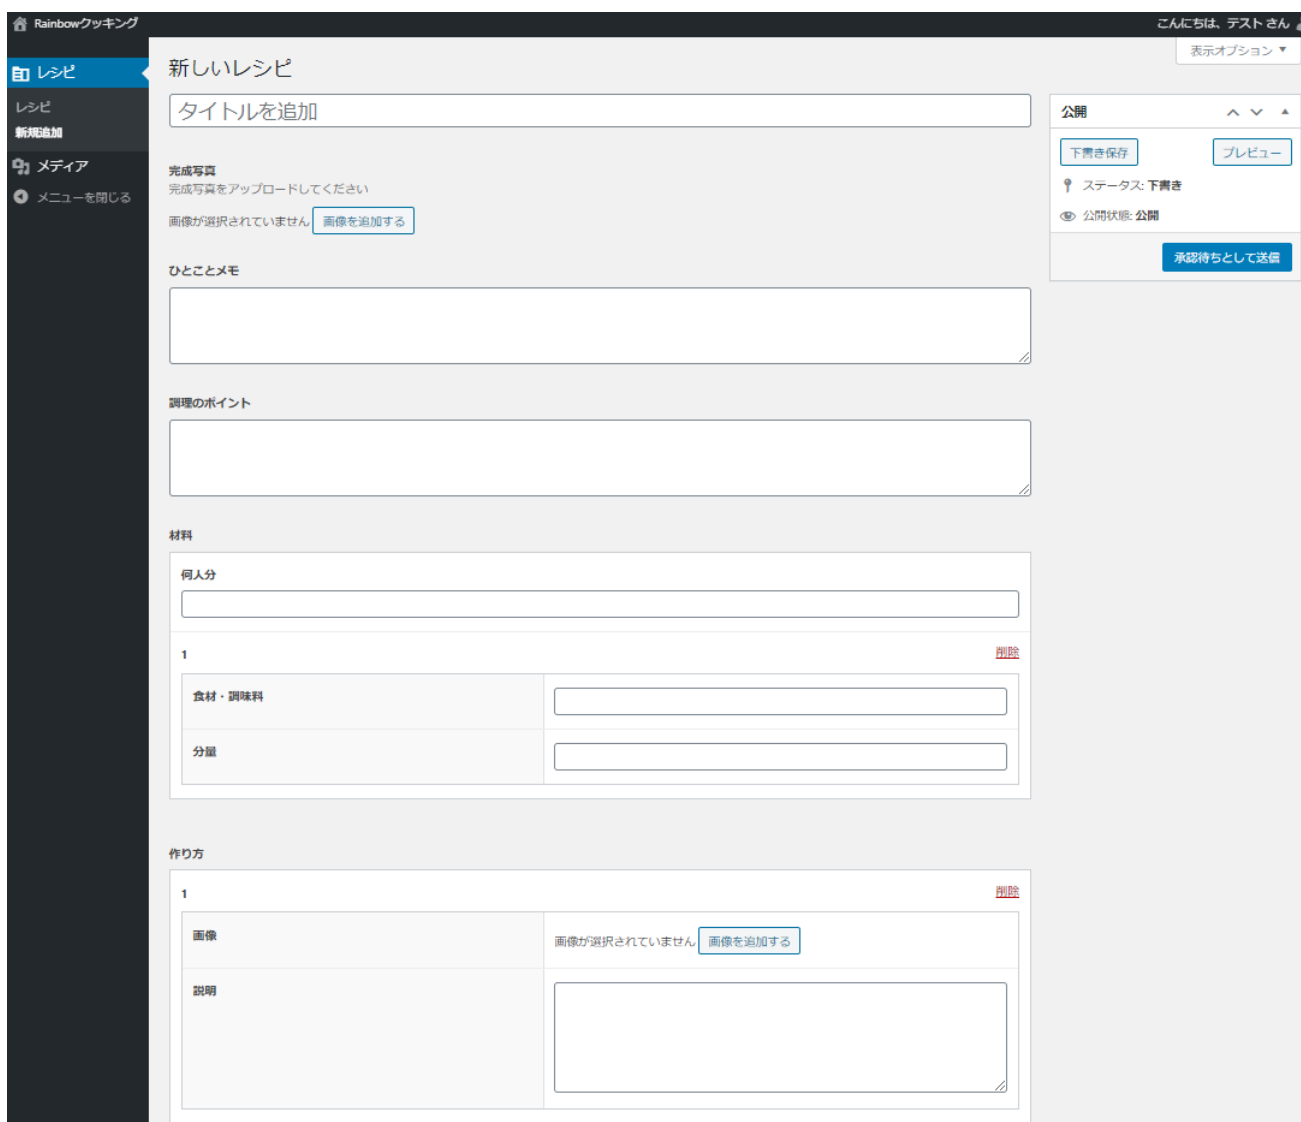 Rainbowクッキング
こんにちは、テスト さん
表示オプション ▼
レシピ
レシピ
新規追加
メディア
メニューを閉じる
新しいレシピ
タイトルを追加
完成写真
完成写真をアップロードしてください
画像が選択されていません 画像を追加する
ひとことメモ
調理のポイント
材料
何人分
1 削除
食材・調味料
分量
作り方
1 削除
画像
画像が選択されていません 画像を追加する
説明
公開
下書き保存 プレビュー
ステータス: 下書き
公開状態: 公開
承認待ちとして送信